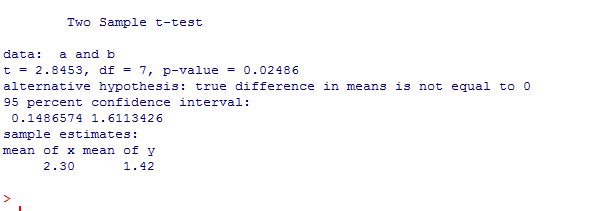 Two Sample t-test
data:  a and b
t = 2.8453, df = 7, p-value = 0.02486
alternative hypothesis: true difference in means is not equal to 0
95 percent confidence interval:
 0.1486574 1.6113426
sample estimates:
mean of x mean of y
     2.30      1.42
>